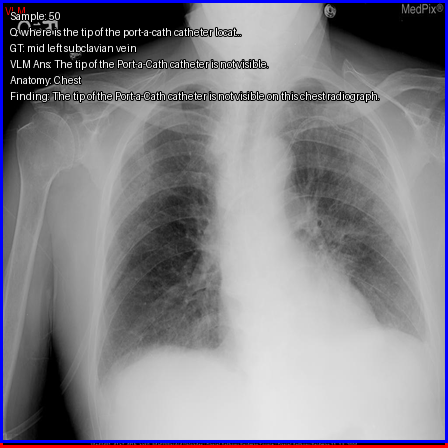 VLM
MedPix®
Sample: 50
Q: where is the tip of the port-a-cath catheter locat...
GT: mid left subclavian vein
VLM Ans: The tip of the Port-a-Cath catheter is not visible.
Anatomy: Chest
Finding: The tip of the Port-a-Cath catheter is not visible on this chest radiograph.